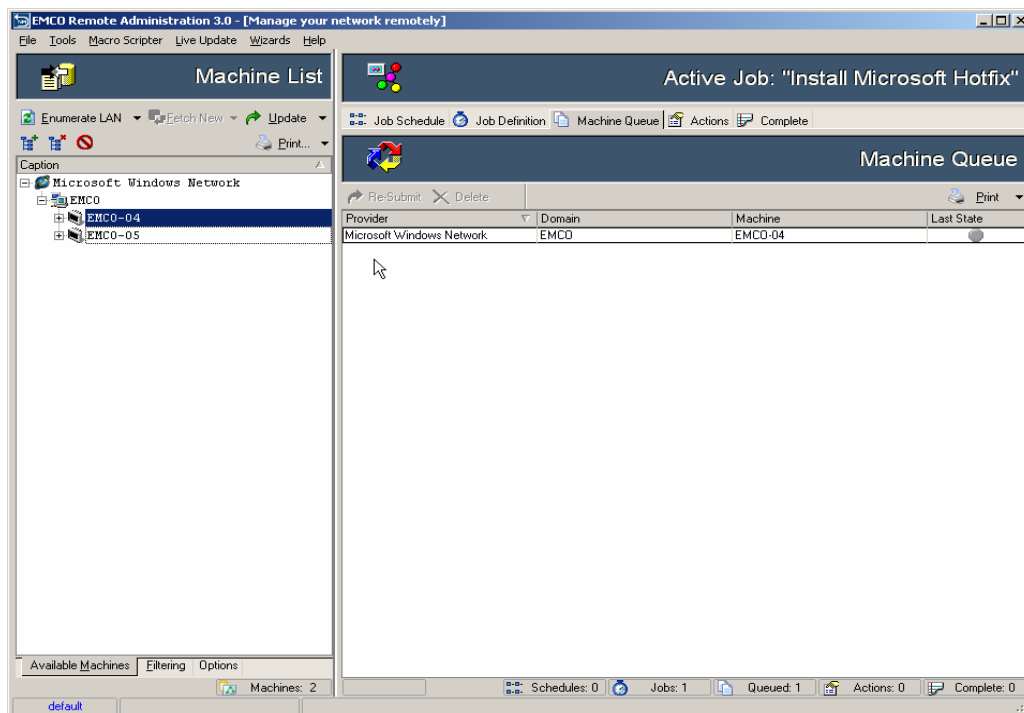 EMCO Remote Administration 3.0 - [Manage your network remotely]
File Tools Macro Scripter Live Update Wizards Help
Machine List
Active Job: "Install Microsoft Hotfix"
Enumerate LAN Fetch New Update
Print...
Job Schedule Job Definition Machine Queue Actions Complete
Machine Queue
Caption
Microsoft Windows Network
EMCO
EMCO-04
EMCO-05
Re-Submit Delete Print
Provider Domain Machine Last State
Microsoft Windows Network EMCO EMCO-04
Available Machines Filtering Options
Machines: 2
Schedules: 0 Jobs: 1 Queued: 1 Actions: 0 Complete: 0
default